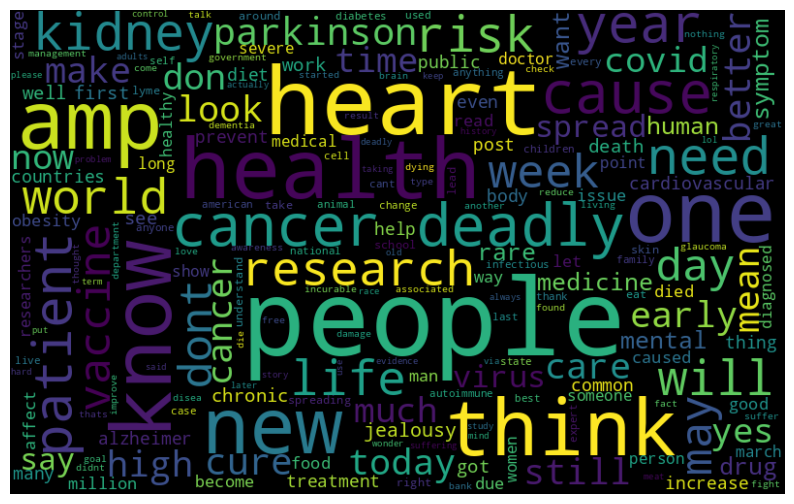 control talk around diabetes used nothing
stage kidney parkinson risk year
management government self doctor want covid
adults severe public check every symptom
please come make don time diet work started brain keep anything
well first lyme actually better
amp look heart cause respiratory
healthy dementia result even read history spread human great
now prevent medical cell deadly post children death lol
long countries health taking dying week point need
world american cant type lead body issue cardiovascular
problem take animal change reduce another living
obesity see anyone cancer deadly one
patient vaccine love awareness help school rare skin family glaucoma
researchers thought department show national old infectious let day
term know research way medicine died mean diagnosed
put dont cancer understand incurable race associated always thank eat early
live free people found last mental thing
hard said die damage via state caused
thats improve use story evidence life man virus care will
disea later spreading autoimmune best someone common
affect case chronic much fact may good suffer
alzheimer new jealousy think person yes
say high cure wonder food today suffering got study mind expert women still march drug
many goal million didnt become treatment right bank due meat increase fight